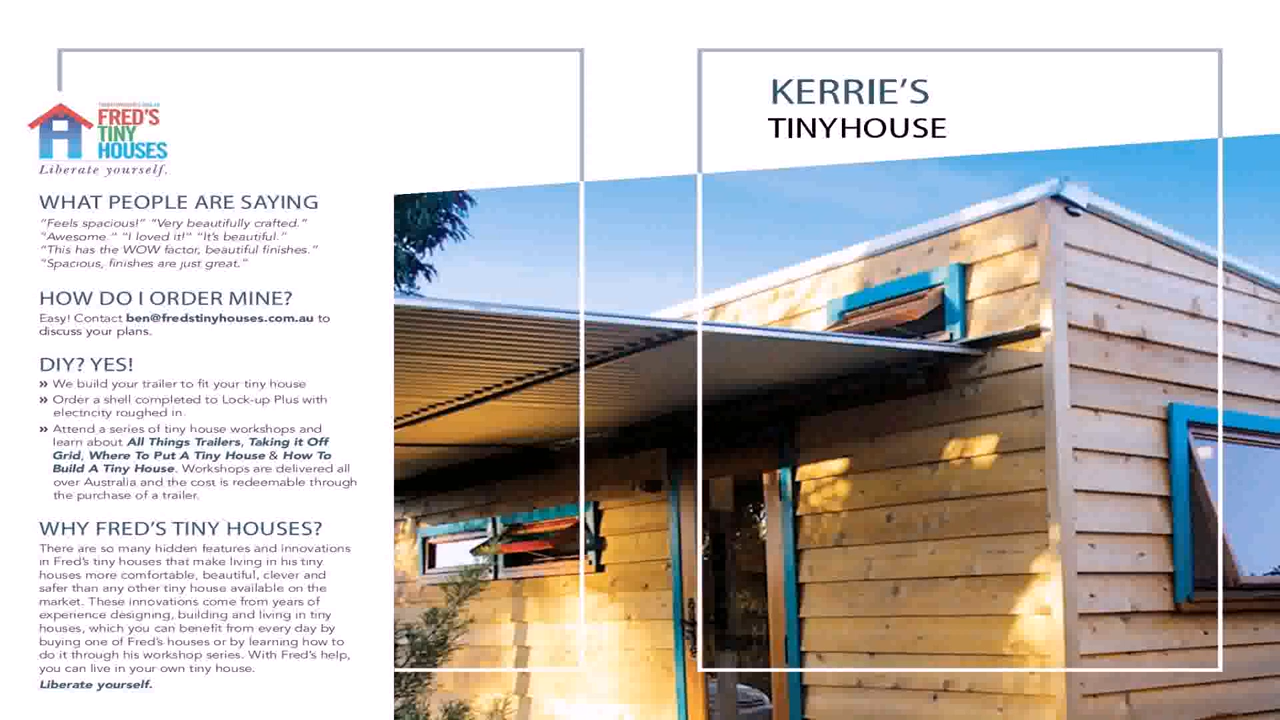 FRED'S
TINY
HOUSES
Liberate yourself.
WHAT PEOPLE ARE SAYING
“Feels spacious!” “Very beautifully crafted.”
“Awesome.” “I loved it!” “It’s beautiful.”
“This has the WOW factor, beautiful finishes.”
“Spacious, finishes are just great.”
HOW DO I ORDER MINE?
Easy! Contact ben@fredstinyhouses.com.au to
discuss your plans.
DIY? YES!
» We build your trailer to fit your tiny house
» Order a shell completed to Lock-up Plus with
electricity roughed in.
» Attend a series of tiny house workshops and
learn about All Things Trailers, Taking it Off
Grid, Where To Put A Tiny House & How To
Build A Tiny House. Workshops are delivered all
over Australia and the cost is redeemable through
the purchase of a trailer.
WHY FRED’S TINY HOUSES?
There are so many hidden features and innovations
in Fred’s tiny houses that make living in his tiny
houses more comfortable, beautiful, clever and
safer than any other tiny house available on the
market. These innovations come from years of
experience designing, building and living in tiny
houses, which you can benefit from every day by
buying one of Fred’s houses or by learning how to
do it through his workshop series. With Fred’s help,
you can live in your own tiny house.
Liberate yourself.
KERRIE’S
TINYHOUSE